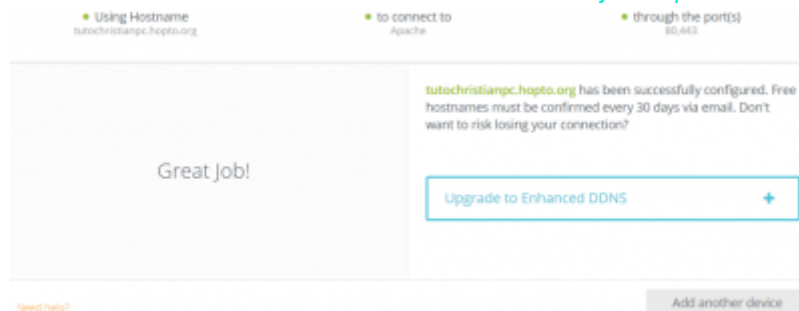 Using Hostname
tutochristianpc.hopto.org
to connect to
Apache
through the port(s)
80,443
tutochristianpc.hopto.org has been successfully configured. Free
hostnames must be confirmed every 30 days via email. Don't
want to risk losing your connection?
Great Job!
Upgrade to Enhanced DDNS +
Need help?
Add another device